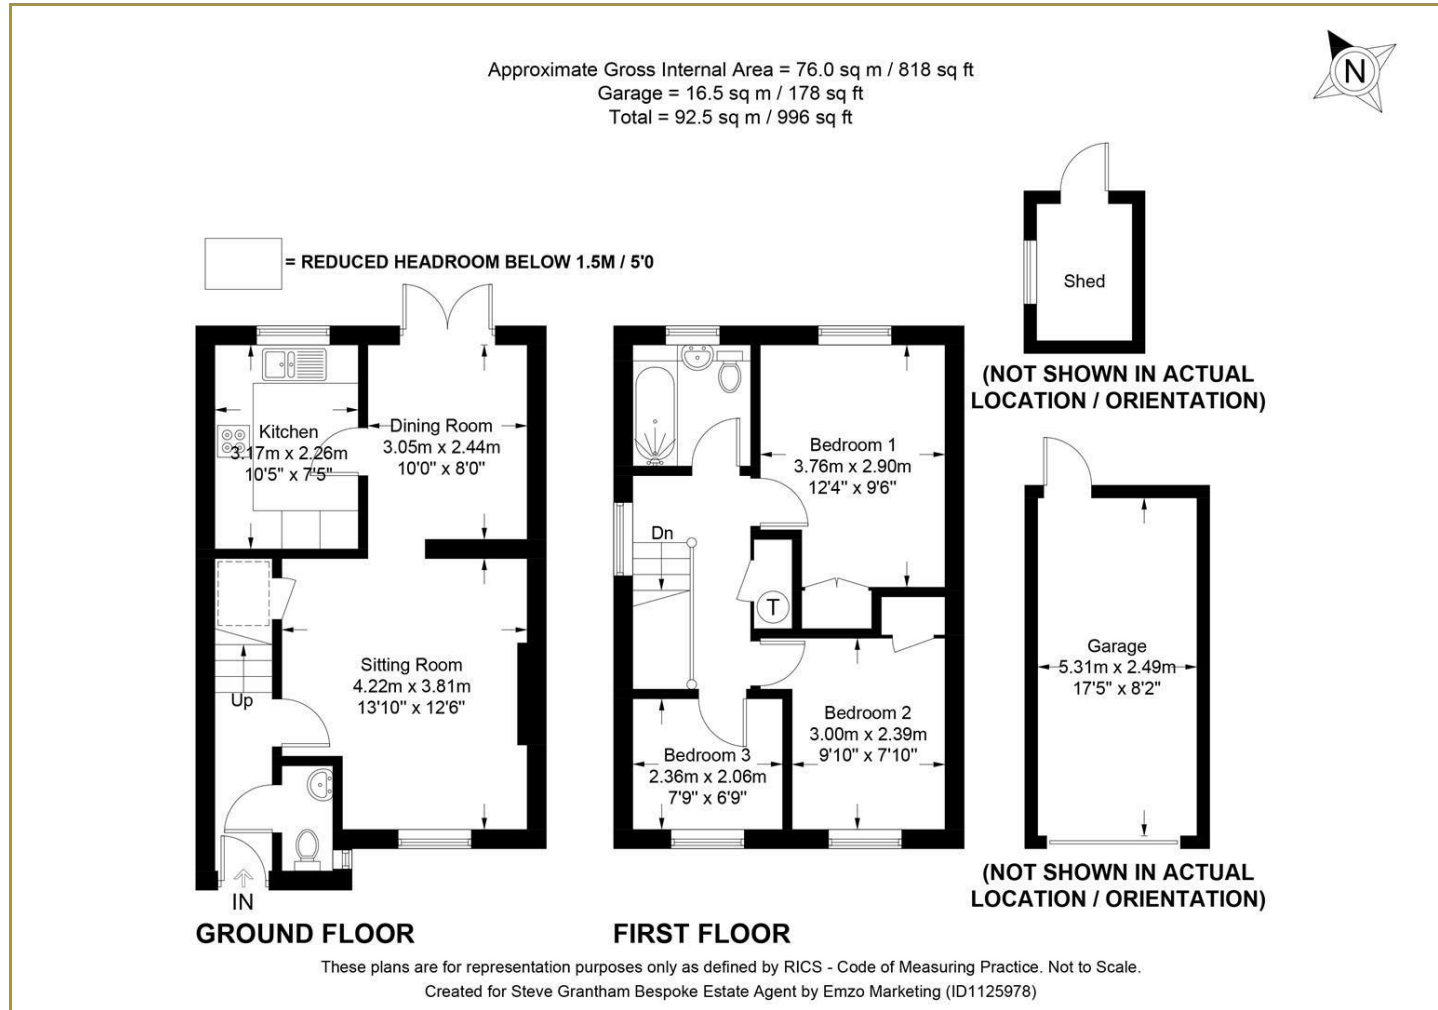 Approximate Gross Internal Area = 76.0 sq m / 818 sq ft
Garage = 16.5 sq m / 178 sq ft
Total = 92.5 sq m / 996 sq ft
N
= REDUCED HEADROOM BELOW 1.5M / 5'0
Shed
(NOT SHOWN IN ACTUAL
LOCATION / ORIENTATION)
Kitchen
3.17m x 2.26m
10'5" x 7'5"
Dining Room
3.05m x 2.44m
10'0" x 8'0"
Sitting Room
4.22m x 3.81m
13'10" x 12'6"
Up
IN
GROUND FLOOR
Bedroom 1
3.76m x 2.90m
12'4" x 9'6"
Dn
T
Bedroom 2
3.00m x 2.39m
9'10" x 7'10"
Bedroom 3
2.36m x 2.06m
7'9" x 6'9"
FIRST FLOOR
Garage
5.31m x 2.49m
17'5" x 8'2"
(NOT SHOWN IN ACTUAL
LOCATION / ORIENTATION)
These plans are for representation purposes only as defined by RICS - Code of Measuring Practice. Not to Scale.
Created for Steve Grantham Bespoke Estate Agent by Emzo Marketing (ID1125978)